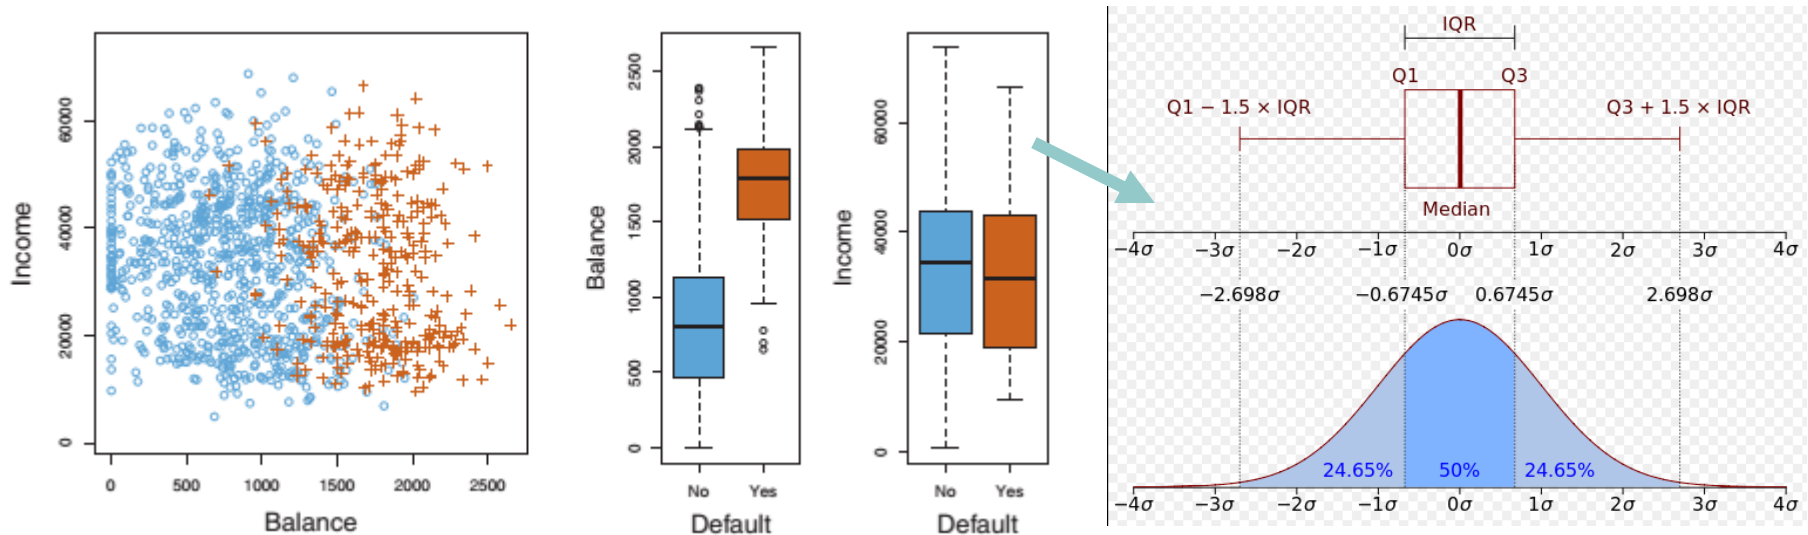 Income
60000
40000
20000
0
0 500 1000 1500 2000 2500
Balance
Balance
2500
2000
1500
1000
500
0
No Yes
Default
Income
60000
40000
20000
0
No Yes
Default
IQR
Q1 Q3
Q1 − 1.5 × IQR Q3 + 1.5 × IQR
Median
−4σ −3σ −2σ −1σ 0σ 1σ 2σ 3σ 4σ
−2.698σ −0.6745σ 0.6745σ 2.698σ
24.65% 50% 24.65%
−4σ −3σ −2σ −1σ 0σ 1σ 2σ 3σ 4σ